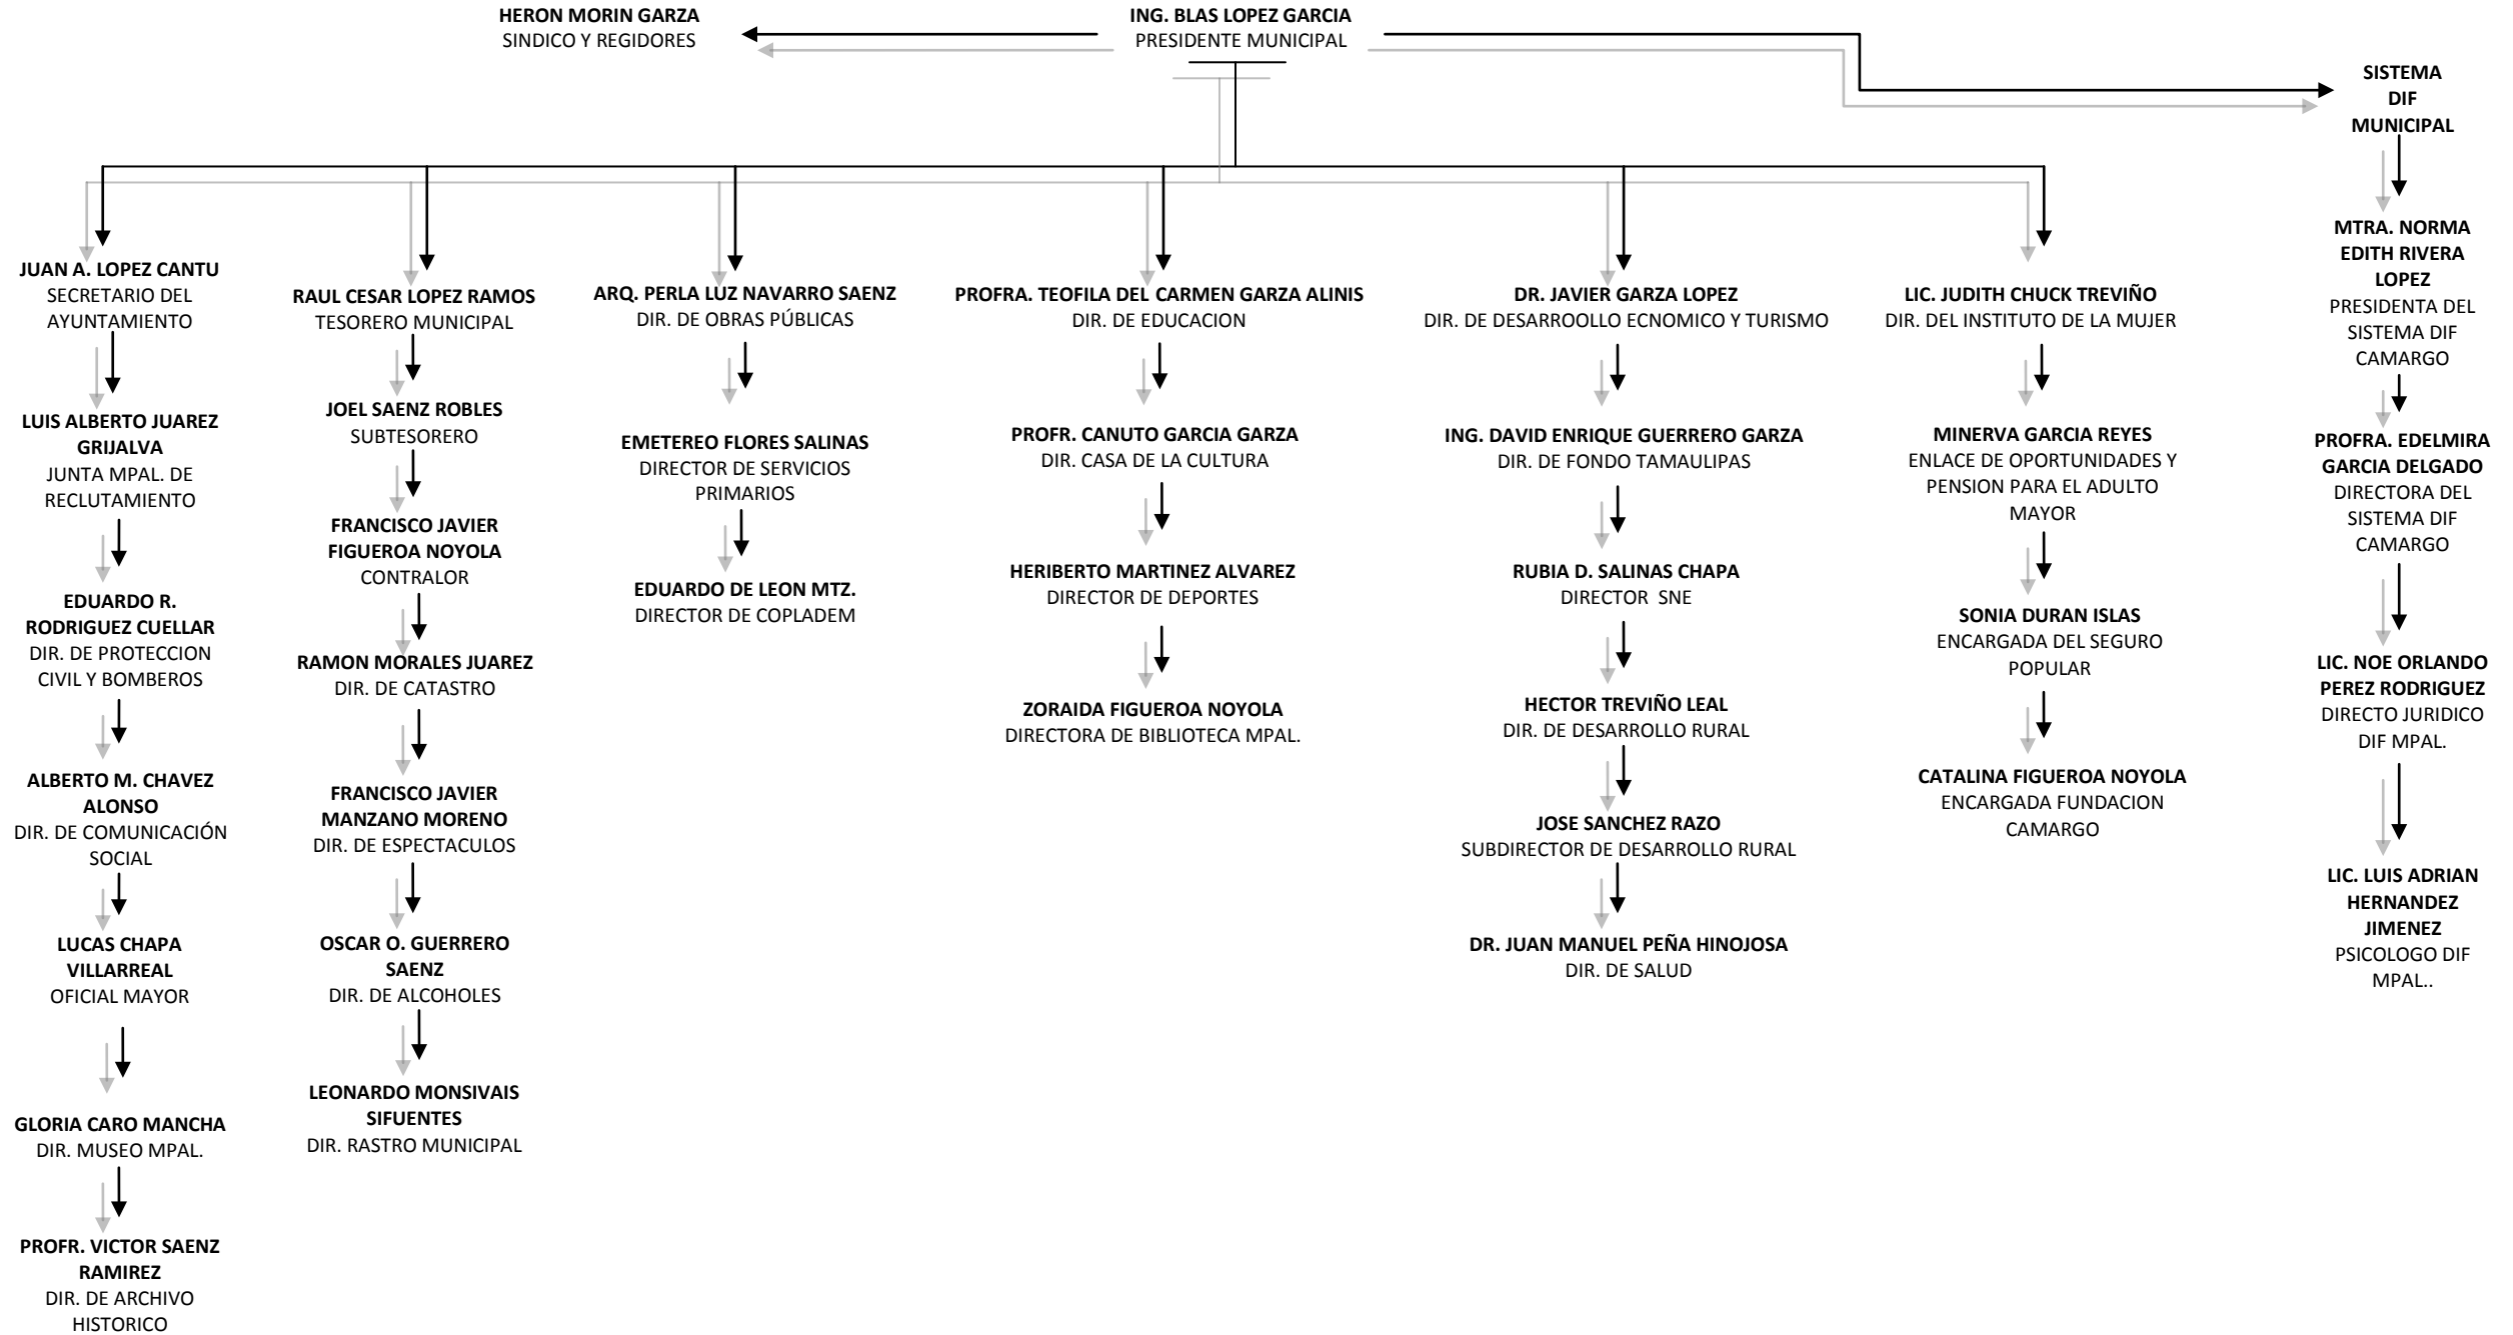 HERON MORIN GARZA
SINDICO Y REGIDORES
ING. BLAS LOPEZ GARCIA
PRESIDENTE MUNICIPAL
SISTEMA
DIF
MUNICIPAL
JUAN A. LOPEZ CANTU
SECRETARIO DEL
AYUNTAMIENTO
LUIS ALBERTO JUAREZ
GRIJALVA
JUNTA MPAL. DE
RECLUTAMIENTO
EDUARDO R.
RODRIGUEZ CUELLAR
DIR. DE PROTECCION
CIVIL Y BOMBEROS
ALBERTO M. CHAVEZ
ALONSO
DIR. DE COMUNICACIÓN
SOCIAL
LUCAS CHAPA
VILLARREAL
OFICIAL MAYOR
GLORIA CARO MANCHA
DIR. MUSEO MPAL.
PROFR. VICTOR SAENZ
RAMIREZ
DIR. DE ARCHIVO
HISTORICO
RAUL CESAR LOPEZ RAMOS
TESORERO MUNICIPAL
JOEL SAENZ ROBLES
SUBTESORERO
FRANCISCO JAVIER
FIGUEROA NOYOLA
CONTRALOR
RAMON MORALES JUAREZ
DIR. DE CATASTRO
FRANCISCO JAVIER
MANZANO MORENO
DIR. DE ESPECTACULOS
OSCAR O. GUERRERO
SAENZ
DIR. DE ALCOHOLES
LEONARDO MONSIVAIS
SIFUENTES
DIR. RASTRO MUNICIPAL
ARQ. PERLA LUZ NAVARRO SAENZ
DIR. DE OBRAS PÚBLICAS
EMETEREO FLORES SALINAS
DIRECTOR DE SERVICIOS
PRIMARIOS
EDUARDO DE LEON MTZ.
DIRECTOR DE COPLADEM
PROFRA. TEOFILA DEL CARMEN GARZA ALINIS
DIR. DE EDUCACION
PROFR. CANUTO GARCIA GARZA
DIR. CASA DE LA CULTURA
HERIBERTO MARTINEZ ALVAREZ
DIRECTOR DE DEPORTES
ZORAIDA FIGUEROA NOYOLA
DIRECTORA DE BIBLIOTECA MPAL.
DR. JAVIER GARZA LOPEZ
DIR. DE DESARROOLLO ECNOMICO Y TURISMO
ING. DAVID ENRIQUE GUERRERO GARZA
DIR. DE FONDO TAMAULIPAS
RUBIA D. SALINAS CHAPA
DIRECTOR SNE
HECTOR TREVIÑO LEAL
DIR. DE DESARROLLO RURAL
JOSE SANCHEZ RAZO
SUBDIRECTOR DE DESARROLLO RURAL
DR. JUAN MANUEL PEÑA HINOJOSA
DIR. DE SALUD
LIC. JUDITH CHUCK TREVIÑO
DIR. DEL INSTITUTO DE LA MUJER
MINERVA GARCIA REYES
ENLACE DE OPORTUNIDADES Y
PENSION PARA EL ADULTO
MAYOR
SONIA DURAN ISLAS
ENCARGADA DEL SEGURO
POPULAR
CATALINA FIGUEROA NOYOLA
ENCARGADA FUNDACION
CAMARGO
MTRA. NORMA
EDITH RIVERA
LOPEZ
PRESIDENTA DEL
SISTEMA DIF
CAMARGO
PROFRA. EDELMIRA
GARCIA DELGADO
DIRECTORA DEL
SISTEMA DIF
CAMARGO
LIC. NOE ORLANDO
PEREZ RODRIGUEZ
DIRECTO JURIDICO
DIF MPAL.
LIC. LUIS ADRIAN
HERNANDEZ
JIMENEZ
PSICOLOGO DIF
MPAL..